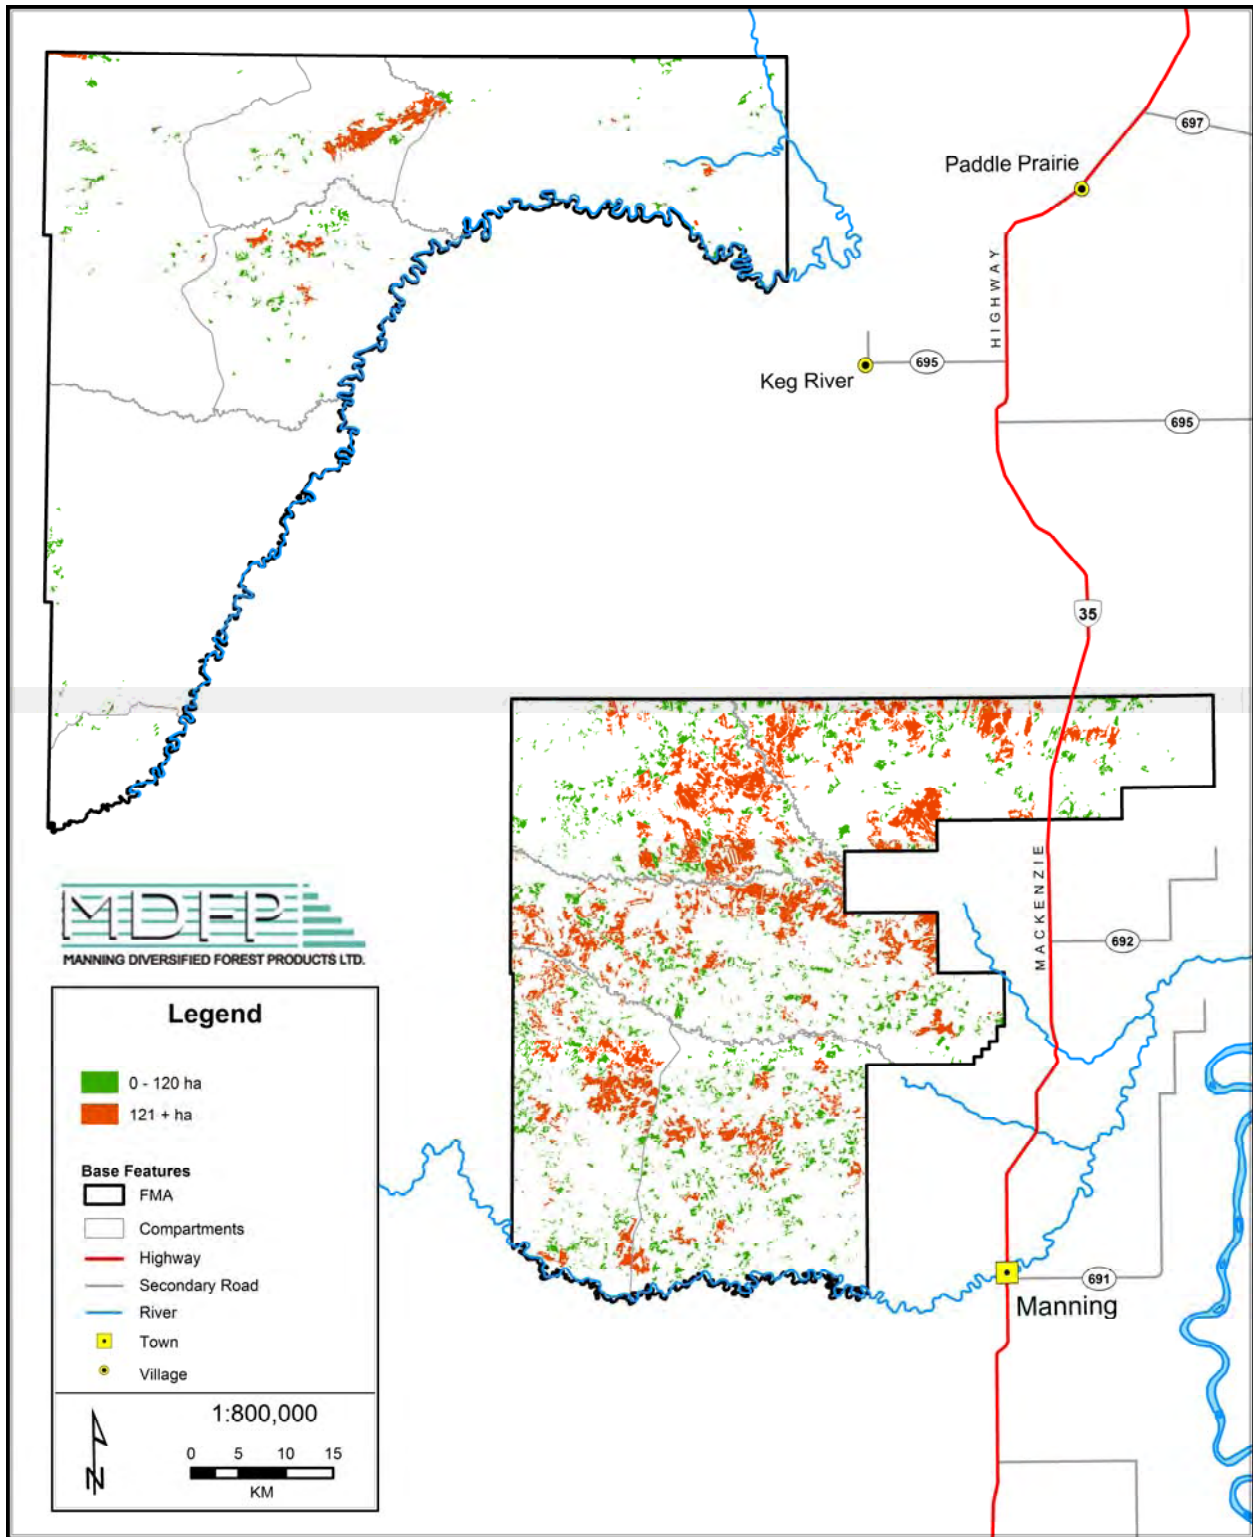 697
Paddle Prairie
HIGHWAY
695
Keg River
695
35
MACKENZIE
692
MDFP
MANNING DIVERSIFIED FOREST PRODUCTS LTD.
Legend
0 - 120 ha
121 + ha
Base Features
FMA
Compartments
Highway
Secondary Road
River
Town
Village
1:800,000
0 5 10 15
KM
N
691
Manning